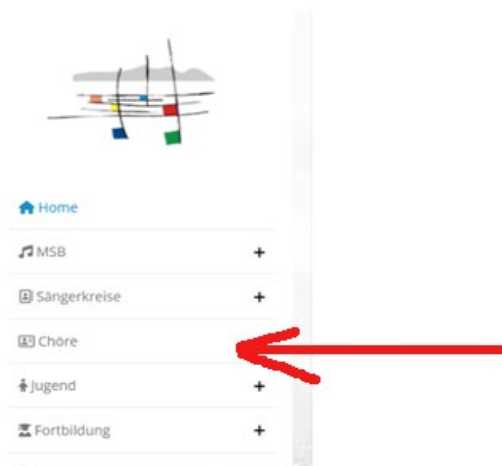 Home
MSB +
Sängerkreise +
Chöre
Jugend +
Fortbildung +